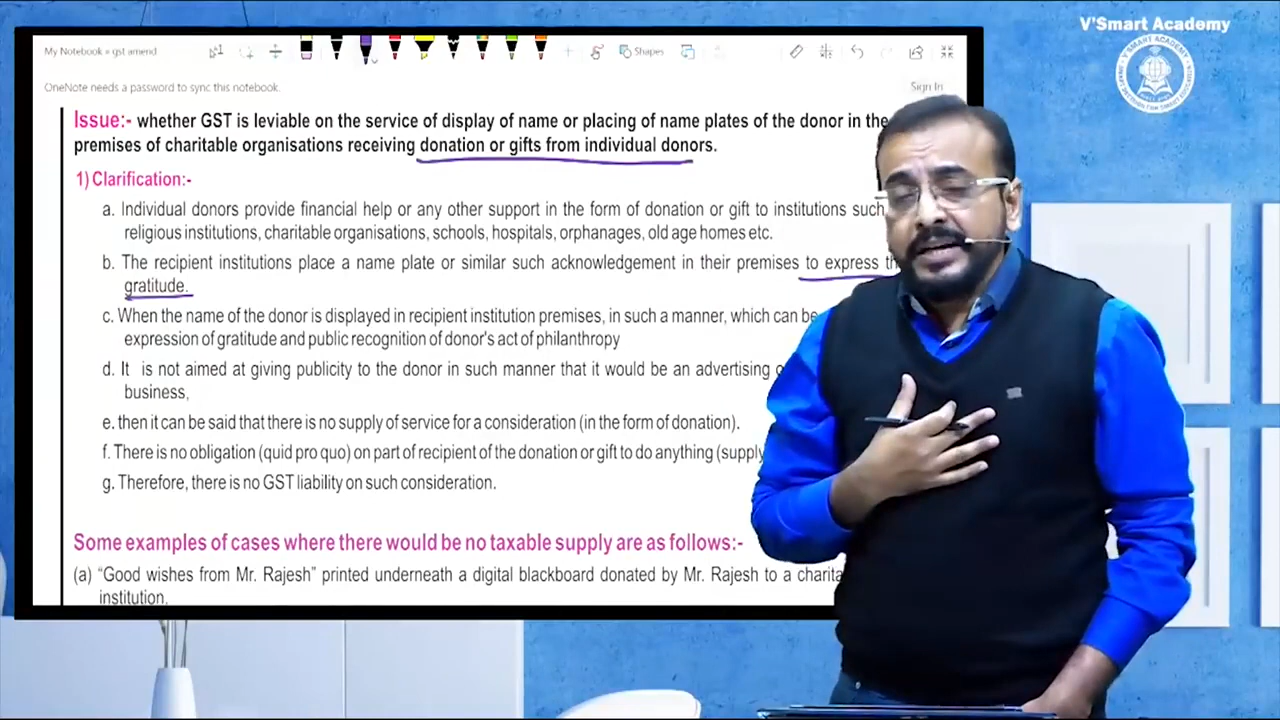 V'Smart Academy
My Notebook » gst amend
Shapes
OneNote needs a password to sync this notebook.
Sign In
Issue:- whether GST is leviable on the service of display of name or placing of name plates of the donor in the
premises of charitable organisations receiving donation or gifts from individual donors.
1) Clarification:-
a. Individual donors provide financial help or any other support in the form of donation or gift to institutions such
religious institutions, charitable organisations, schools, hospitals, orphanages, old age homes etc.
b. The recipient institutions place a name plate or similar such acknowledgement in their premises to express
gratitude.
c. When the name of the donor is displayed in recipient institution premises, in such a manner, which can be
expression of gratitude and public recognition of donor's act of philanthropy
d. It is not aimed at giving publicity to the donor in such manner that it would be an advertising
business,
e. then it can be said that there is no supply of service for a consideration (in the form of donation).
f. There is no obligation (quid pro quo) on part of recipient of the donation or gift to do anything (supply
g. Therefore, there is no GST liability on such consideration.
Some examples of cases where there would be no taxable supply are as follows:-
(a) “Good wishes from Mr. Rajesh” printed underneath a digital blackboard donated by Mr. Rajesh to a
institution.